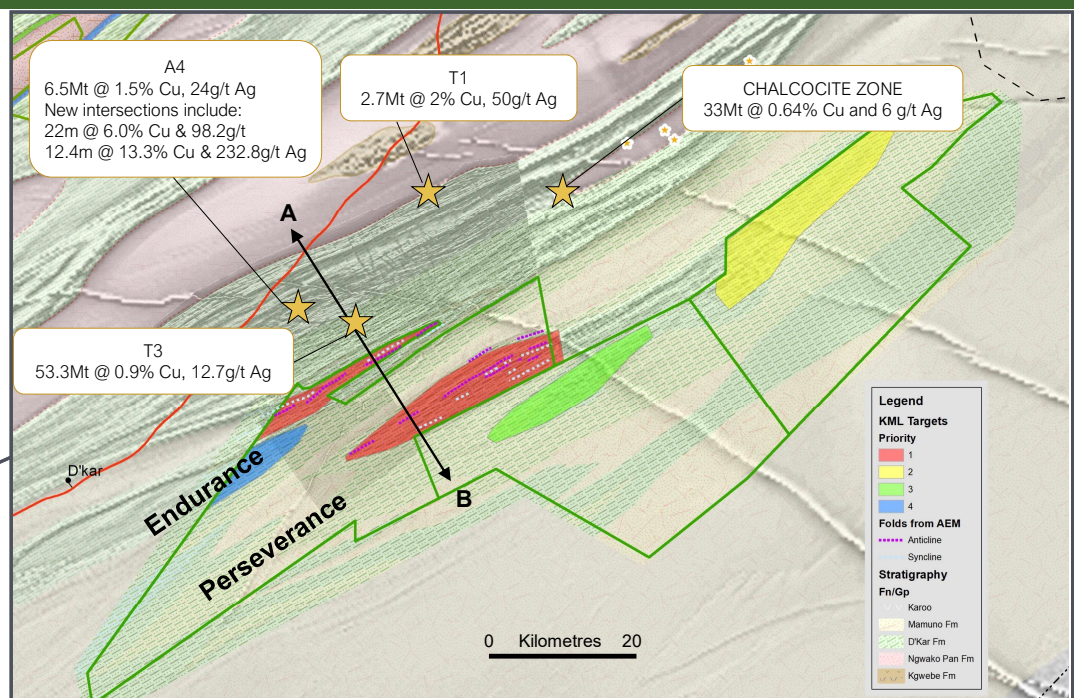 A4
6.5Mt @ 1.5% Cu, 24g/t Ag
New intersections include:
22m @ 6.0% Cu & 98.2g/t
12.4m @ 13.3% Cu & 232.8g/t Ag
T1
2.7Mt @ 2% Cu, 50g/t Ag
CHALCOCITE ZONE
33Mt @ 0.64% Cu and 6 g/t Ag
A
T3
53.3Mt @ 0.9% Cu, 12.7g/t Ag
D'kar
Endurance
Perseverance
B
0 Kilometres 20
Legend
KML Targets
Priority
1
2
3
4
Folds from AEM
Anticline
Syncline
Stratigraphy
Fn/Gp
Karoo
Mamuno Fm
D'Kar Fm
Ngwako Pan Fm
Kgwebe Fm